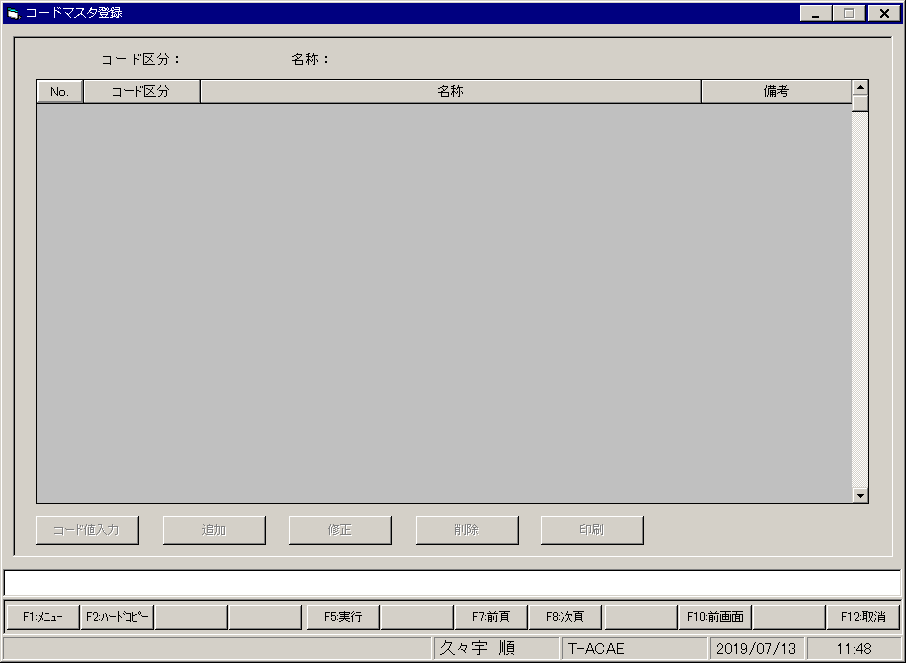 コードマスタ登録
コード区分： 名称：
No. コード区分 名称 備考
コード値入力 追加 修正 削除 印刷
F1:ﾒﾆｭｰ F2:ﾊｰﾄﾞｺﾋﾟｰ F5:実行 F7:前頁 F8:次頁 F10:前画面 F12:取消
久々宇 順 T-ACAE 2019/07/13 11:48